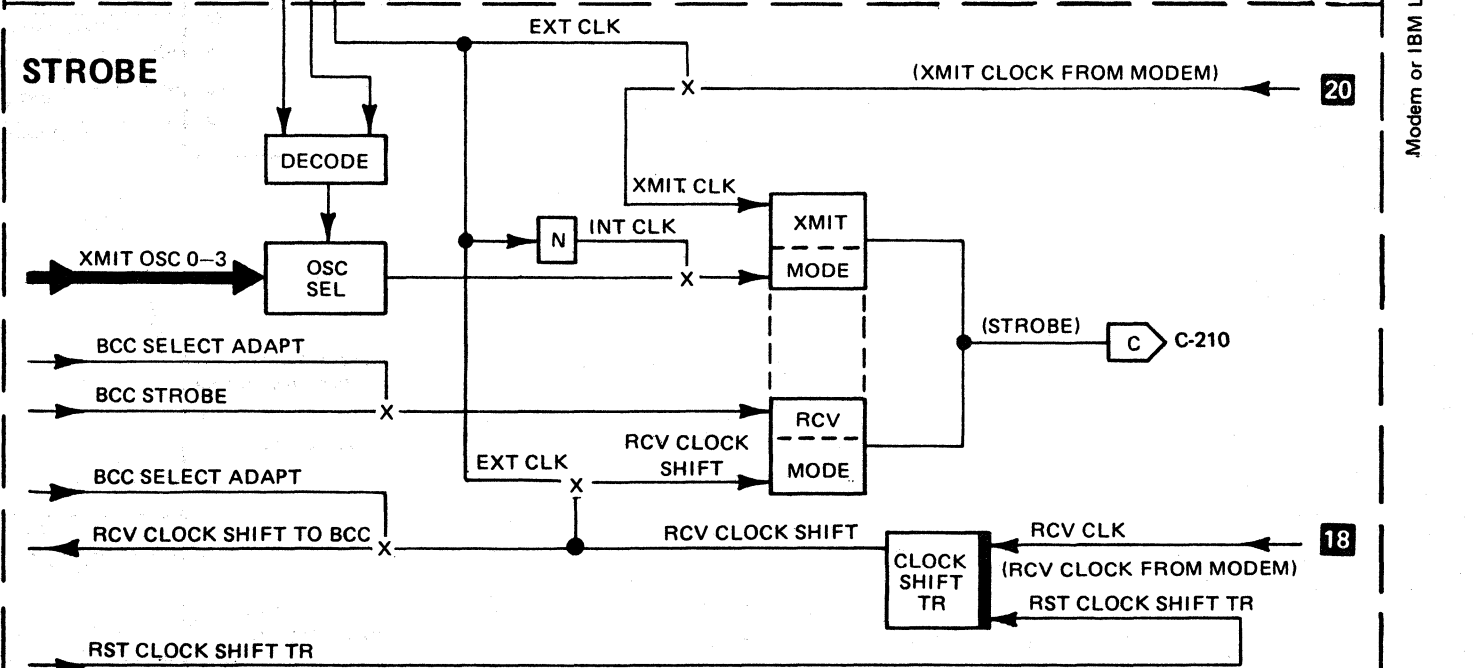 EXT CLK
STROBE
(XMIT CLOCK FROM MODEM)
20
.Modem or IBM L
DECODE
XMIT CLK
XMIT
MODE
INT CLK
N
XMIT OSC 0–3
OSC
SEL
(STROBE)
C
C-210
BCC SELECT ADAPT
BCC STROBE
RCV
MODE
RCV CLOCK
SHIFT
EXT CLK
X
X
X
X
X
BCC SELECT ADAPT
RCV CLOCK SHIFT TO BCC
RCV CLOCK SHIFT
CLOCK
SHIFT
TR
RCV CLK
18
(RCV CLOCK FROM MODEM)
RST CLOCK SHIFT TR
RST CLOCK SHIFT TR